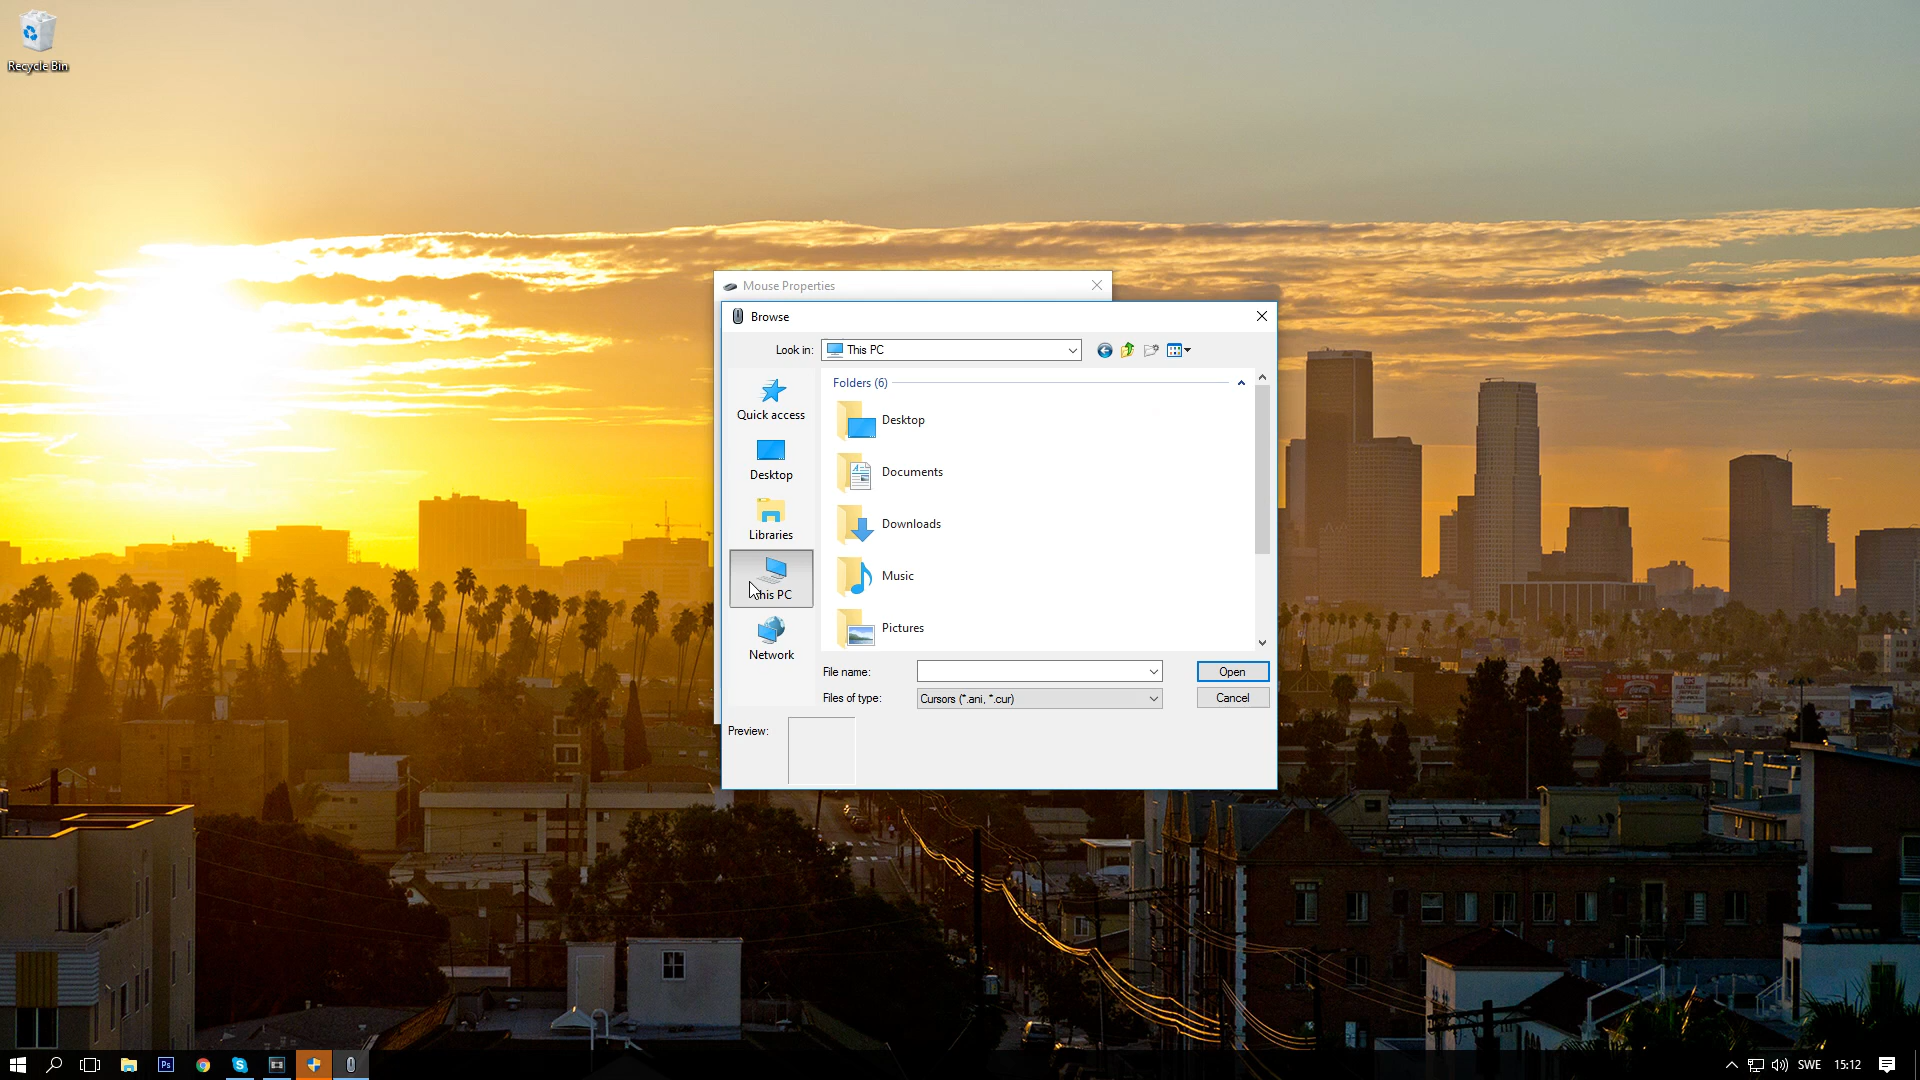 Recycle Bin
Mouse Properties
Browse
Look in:
This PC
Quick access
Desktop
Libraries
This PC
Network
Folders (6)
Desktop
Documents
Downloads
Music
Pictures
File name:
Open
Files of type:
Cursors (*.ani, *.cur)
Cancel
Preview:
Ps
SWE
15:12